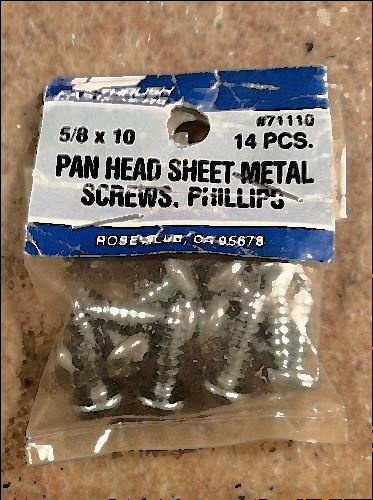 #71110
5/8 x 10
14 PCS.
PAN HEAD SHEET METAL
SCREWS, PHILLIPS
CA 95678